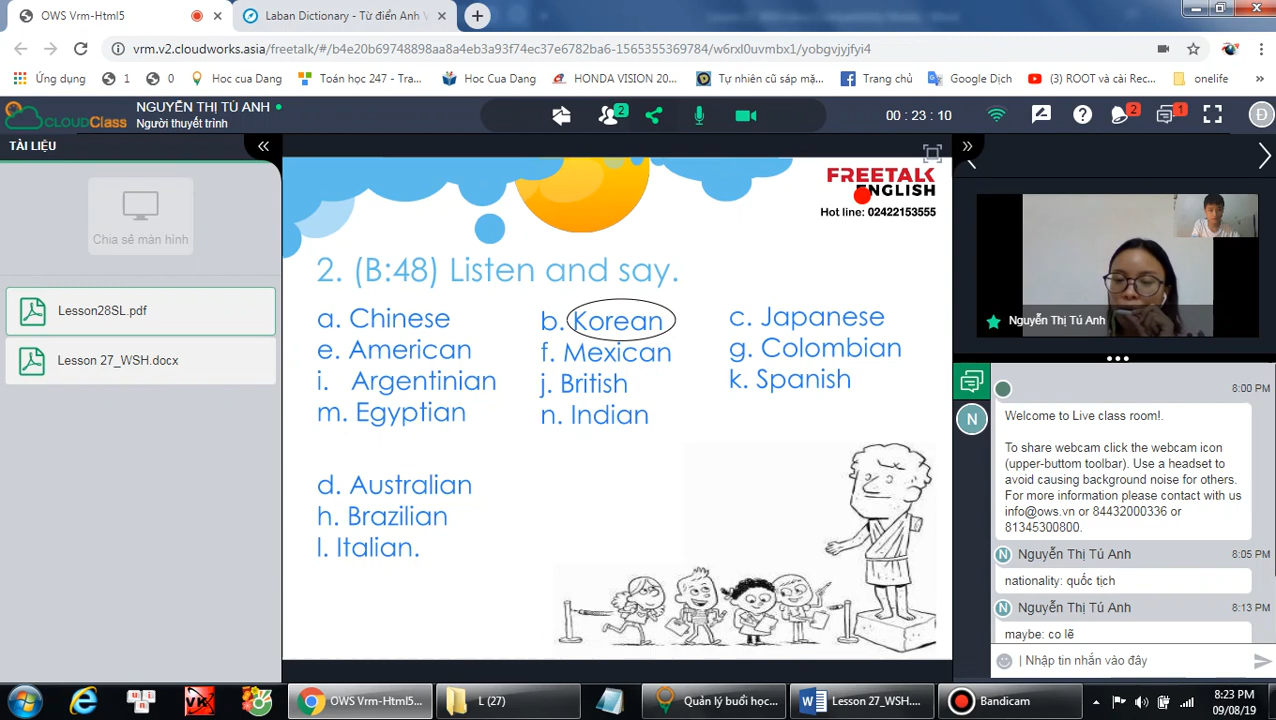 OWS Vrm-Html5
Laban Dictionary - Từ điển Anh V
vrm.v2.cloudworks.asia/freetalk/#/b4e20b69748898aa8a4eb3a93f74ec37e6782ba6-1565355369784/w6rxl0uvmbx1/yobgvjyjfyi4
Ứng dụng
1
0
Hoc cua Dang
Toán học 247 - Tra...
Học Cua Dang
HONDA VISION 20...
Tự nhiên cũ sáp mặ...
Trang chủ
Google Dịch
(3) ROOT và cài Rec...
onelife
CLOUDClass
NGUYỄN THỊ TÚ ANH
Người thuyết trình
2
00 : 23 : 10
2
1
Đ
TÀI LIỆU
Chia sẻ màn hình
Lesson28SL.pdf
Lesson 27_WSH.docx
FREETALK
ENGLISH
Hot line: 02422153555
2. (B:48) Listen and say.
a. Chinese
b. Korean
c. Japanese
e. American
f. Mexican
g. Colombian
i. Argentinian
j. British
k. Spanish
m. Egyptian
n. Indian
d. Australian
h. Brazilian
l. Italian.
Nguyễn Thị Tú Anh
8:00 PM
N
Welcome to Live class room!.
To share webcam click the webcam icon
(upper-buttom toolbar). Use a headset to
avoid causing background noise for others.
For more information please contact with us
info@ows.vn or 84432000336 or
81345300800.
N Nguyễn Thị Tú Anh 8:05 PM
nationality: quốc tịch
N Nguyễn Thị Tú Anh 8:13 PM
maybe: co lẽ
Nhập tin nhắn vào đây
OWS Vrm-Html5...
L (27)
Quản lý buổi học...
Lesson 27_WSH....
Bandicam
8:23 PM
09/08/19